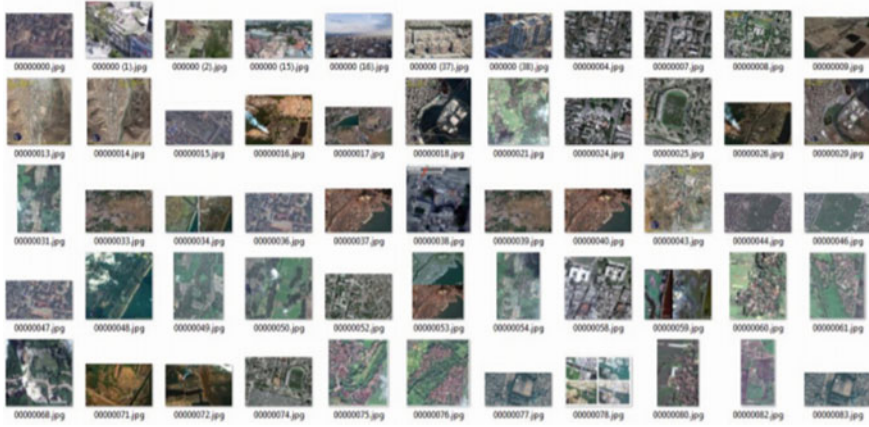 00000000.jpg 000000 (1).jpg 000000 (2).jpg 000000 (15).jpg 000000 (16).jpg 000000 (37).jpg 000000 (38).jpg 00000004.jpg 00000007.jpg 00000008.jpg 00000009.jpg
00000013.jpg 00000014.jpg 00000015.jpg 00000016.jpg 00000017.jpg 00000018.jpg 00000021.jpg 00000024.jpg 00000025.jpg 00000026.jpg 00000029.jpg
00000031.jpg 00000033.jpg 00000034.jpg 00000036.jpg 00000037.jpg 00000038.jpg 00000039.jpg 00000040.jpg 00000043.jpg 00000044.jpg 00000046.jpg
00000047.jpg 00000048.jpg 00000049.jpg 00000050.jpg 00000052.jpg 00000053.jpg 00000054.jpg 00000058.jpg 00000059.jpg 00000060.jpg 00000061.jpg
00000068.jpg 00000071.jpg 00000072.jpg 00000074.jpg 00000075.jpg 00000076.jpg 00000077.jpg 00000078.jpg 00000080.jpg 00000082.jpg 00000083.jpg